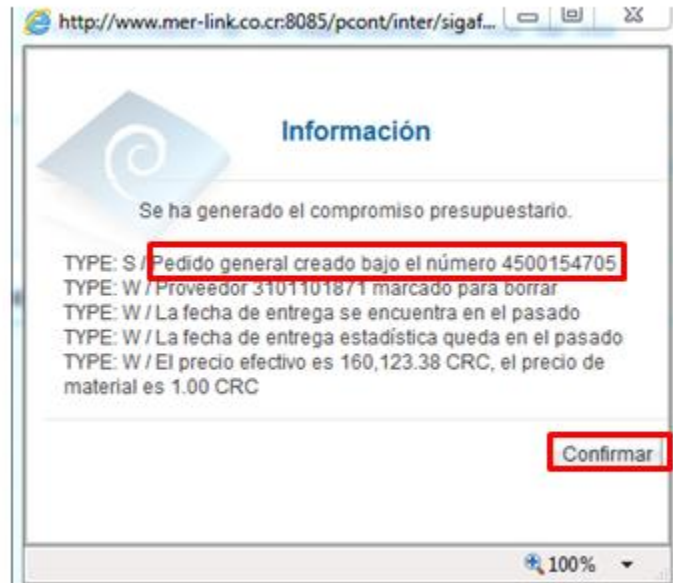 http://www.mer-link.co.cr:8085/pcont/inter/sigaf...
Información
Se ha generado el compromiso presupuestario.
TYPE: S / Pedido general creado bajo el número 4500154705
TYPE: W / Proveedor 3101101871 marcado para borrar
TYPE: W / La fecha de entrega se encuentra en el pasado
TYPE: W / La fecha de entrega estadística queda en el pasado
TYPE: W / El precio efectivo es 160,123.38 CRC, el precio de
material es 1.00 CRC
Confirmar
100%